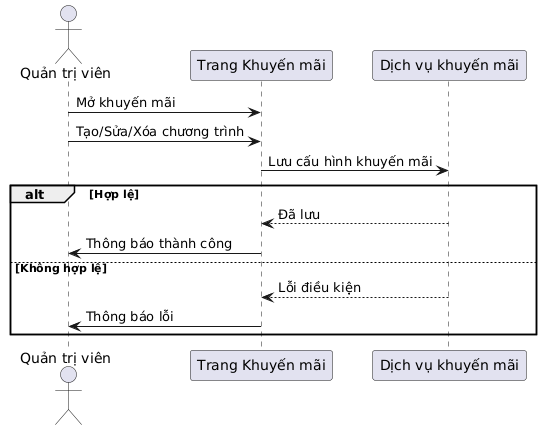 Quản trị viên
Trang Khuyến mãi
Dịch vụ khuyến mãi
Mở khuyến mãi
Tạo/Sửa/Xóa chương trình
Lưu cấu hình khuyến mãi
alt
[Hợp lệ]
Đã lưu
Thông báo thành công
[Không hợp lệ]
Lỗi điều kiện
Thông báo lỗi
Quản trị viên
Trang Khuyến mãi
Dịch vụ khuyến mãi